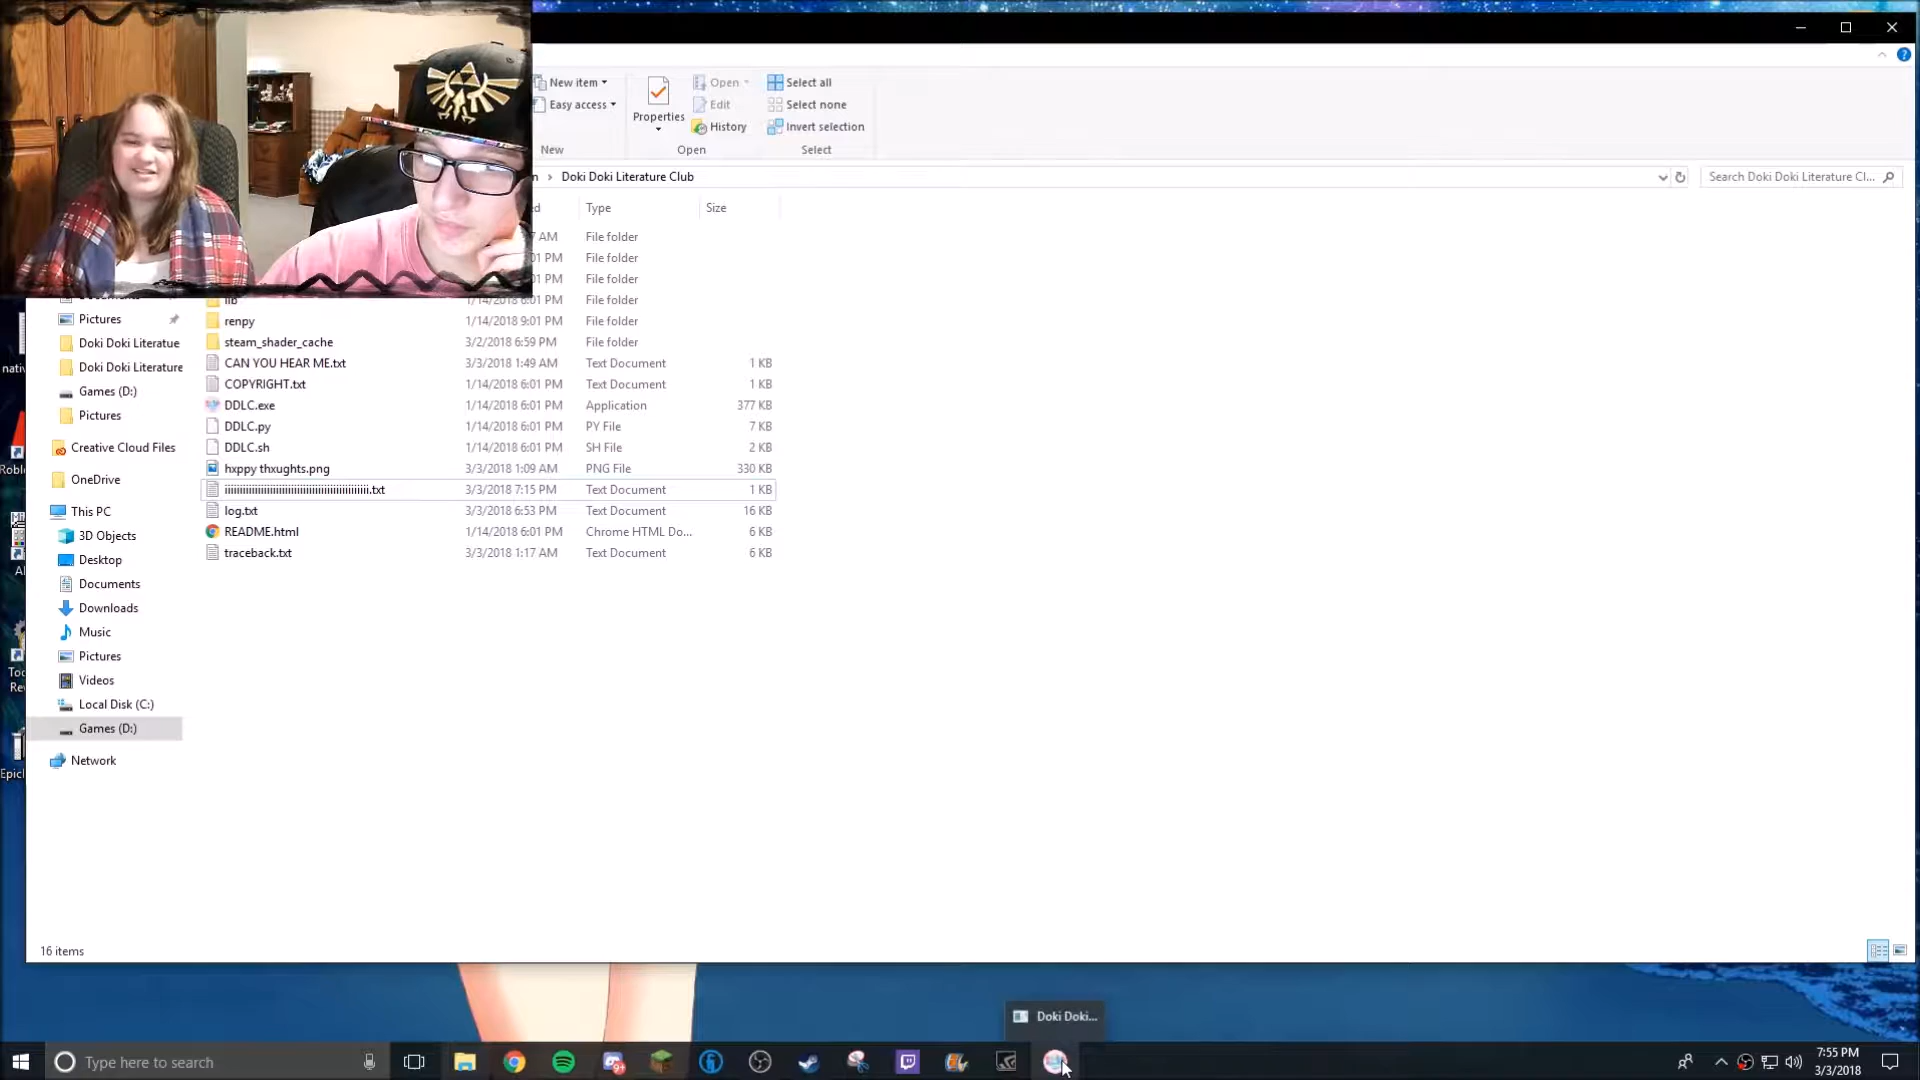 New item
Easy access
New
Properties
Open
Edit
History
Open
Select all
Select none
Invert selection
Select
Doki Doki Literature Club
Search Doki Doki Literature Cl...
Type
Size
File folder
File folder
File folder
lib 1/14/2018 6:01 PM File folder
renpy 1/14/2018 9:01 PM File folder
steam_shader_cache 3/2/2018 6:59 PM File folder
CAN YOU HEAR ME.txt 3/3/2018 1:49 AM Text Document 1 KB
COPYRIGHT.txt 1/14/2018 6:01 PM Text Document 1 KB
DDLC.exe 1/14/2018 6:01 PM Application 377 KB
DDLC.py 1/14/2018 6:01 PM PY File 7 KB
DDLC.sh 1/14/2018 6:01 PM SH File 2 KB
hxppy thxughts.png 3/3/2018 1:09 AM PNG File 330 KB
3/3/2018 7:15 PM Text Document 1 KB
log.txt 3/3/2018 6:53 PM Text Document 16 KB
README.html 1/14/2018 6:01 PM Chrome HTML Do... 6 KB
traceback.txt 3/3/2018 1:17 AM Text Document 6 KB
Pictures
Doki Doki Literatue
Doki Doki Literature
Games (D:)
Pictures
Creative Cloud Files
OneDrive
This PC
3D Objects
Desktop
Documents
Downloads
Music
Pictures
Videos
Local Disk (C:)
Games (D:)
Network
16 items
Doki Doki...
Type here to search
7:55 PM
3/3/2018